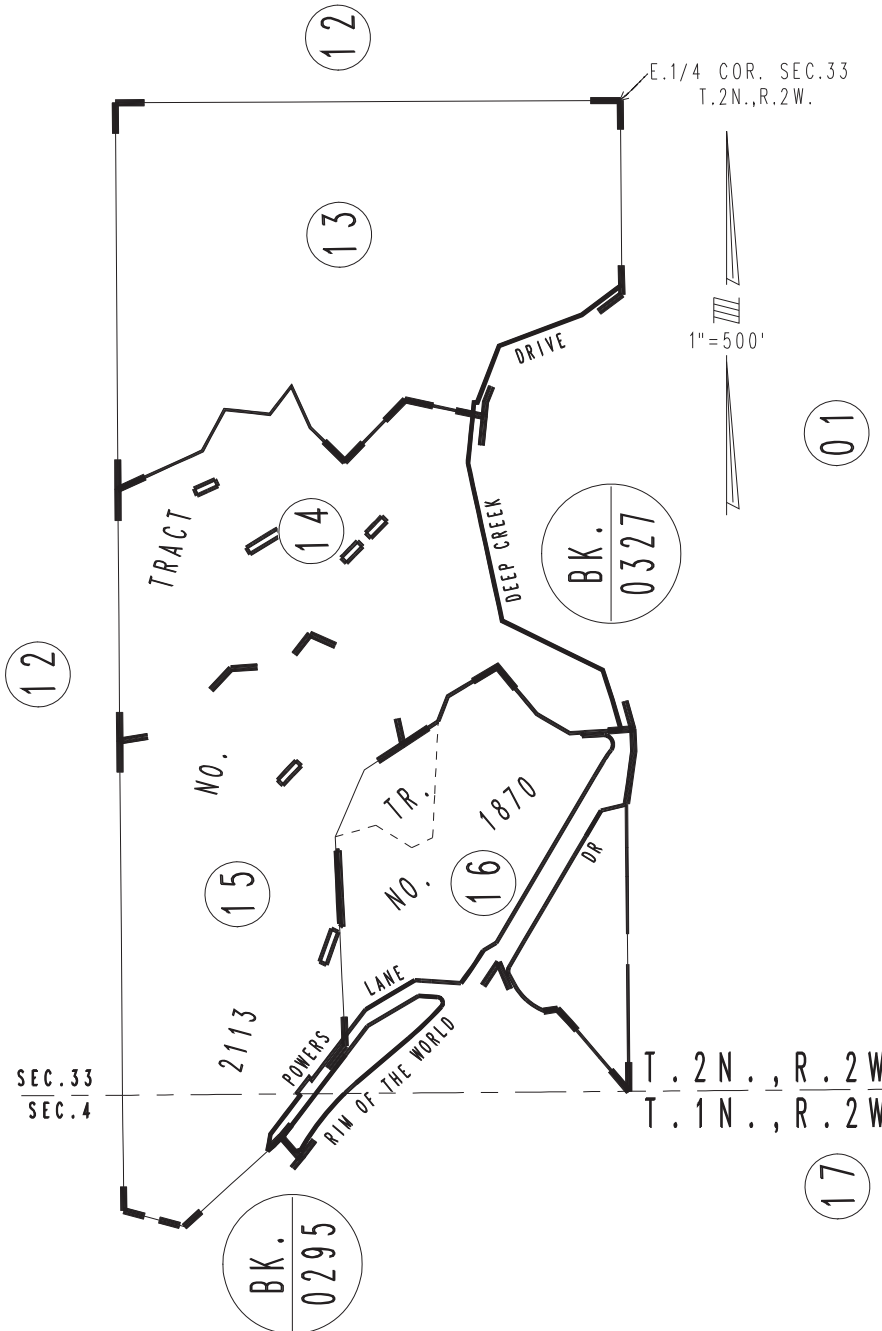 12
E.1/4 COR. SEC.33
T.2N.,R.2W.
13
1"=500'
DRIVE
01
TRACT
14
DEEP CREEK
BK.
0327
12
NO.
TR.
1870
DR
15
NO.
16
LANE
2113
POWERS
RIM OF THE WORLD
SEC.33
SEC.4
T.2N.,R.2W
T.1N.,R.2W
17
BK.
0295